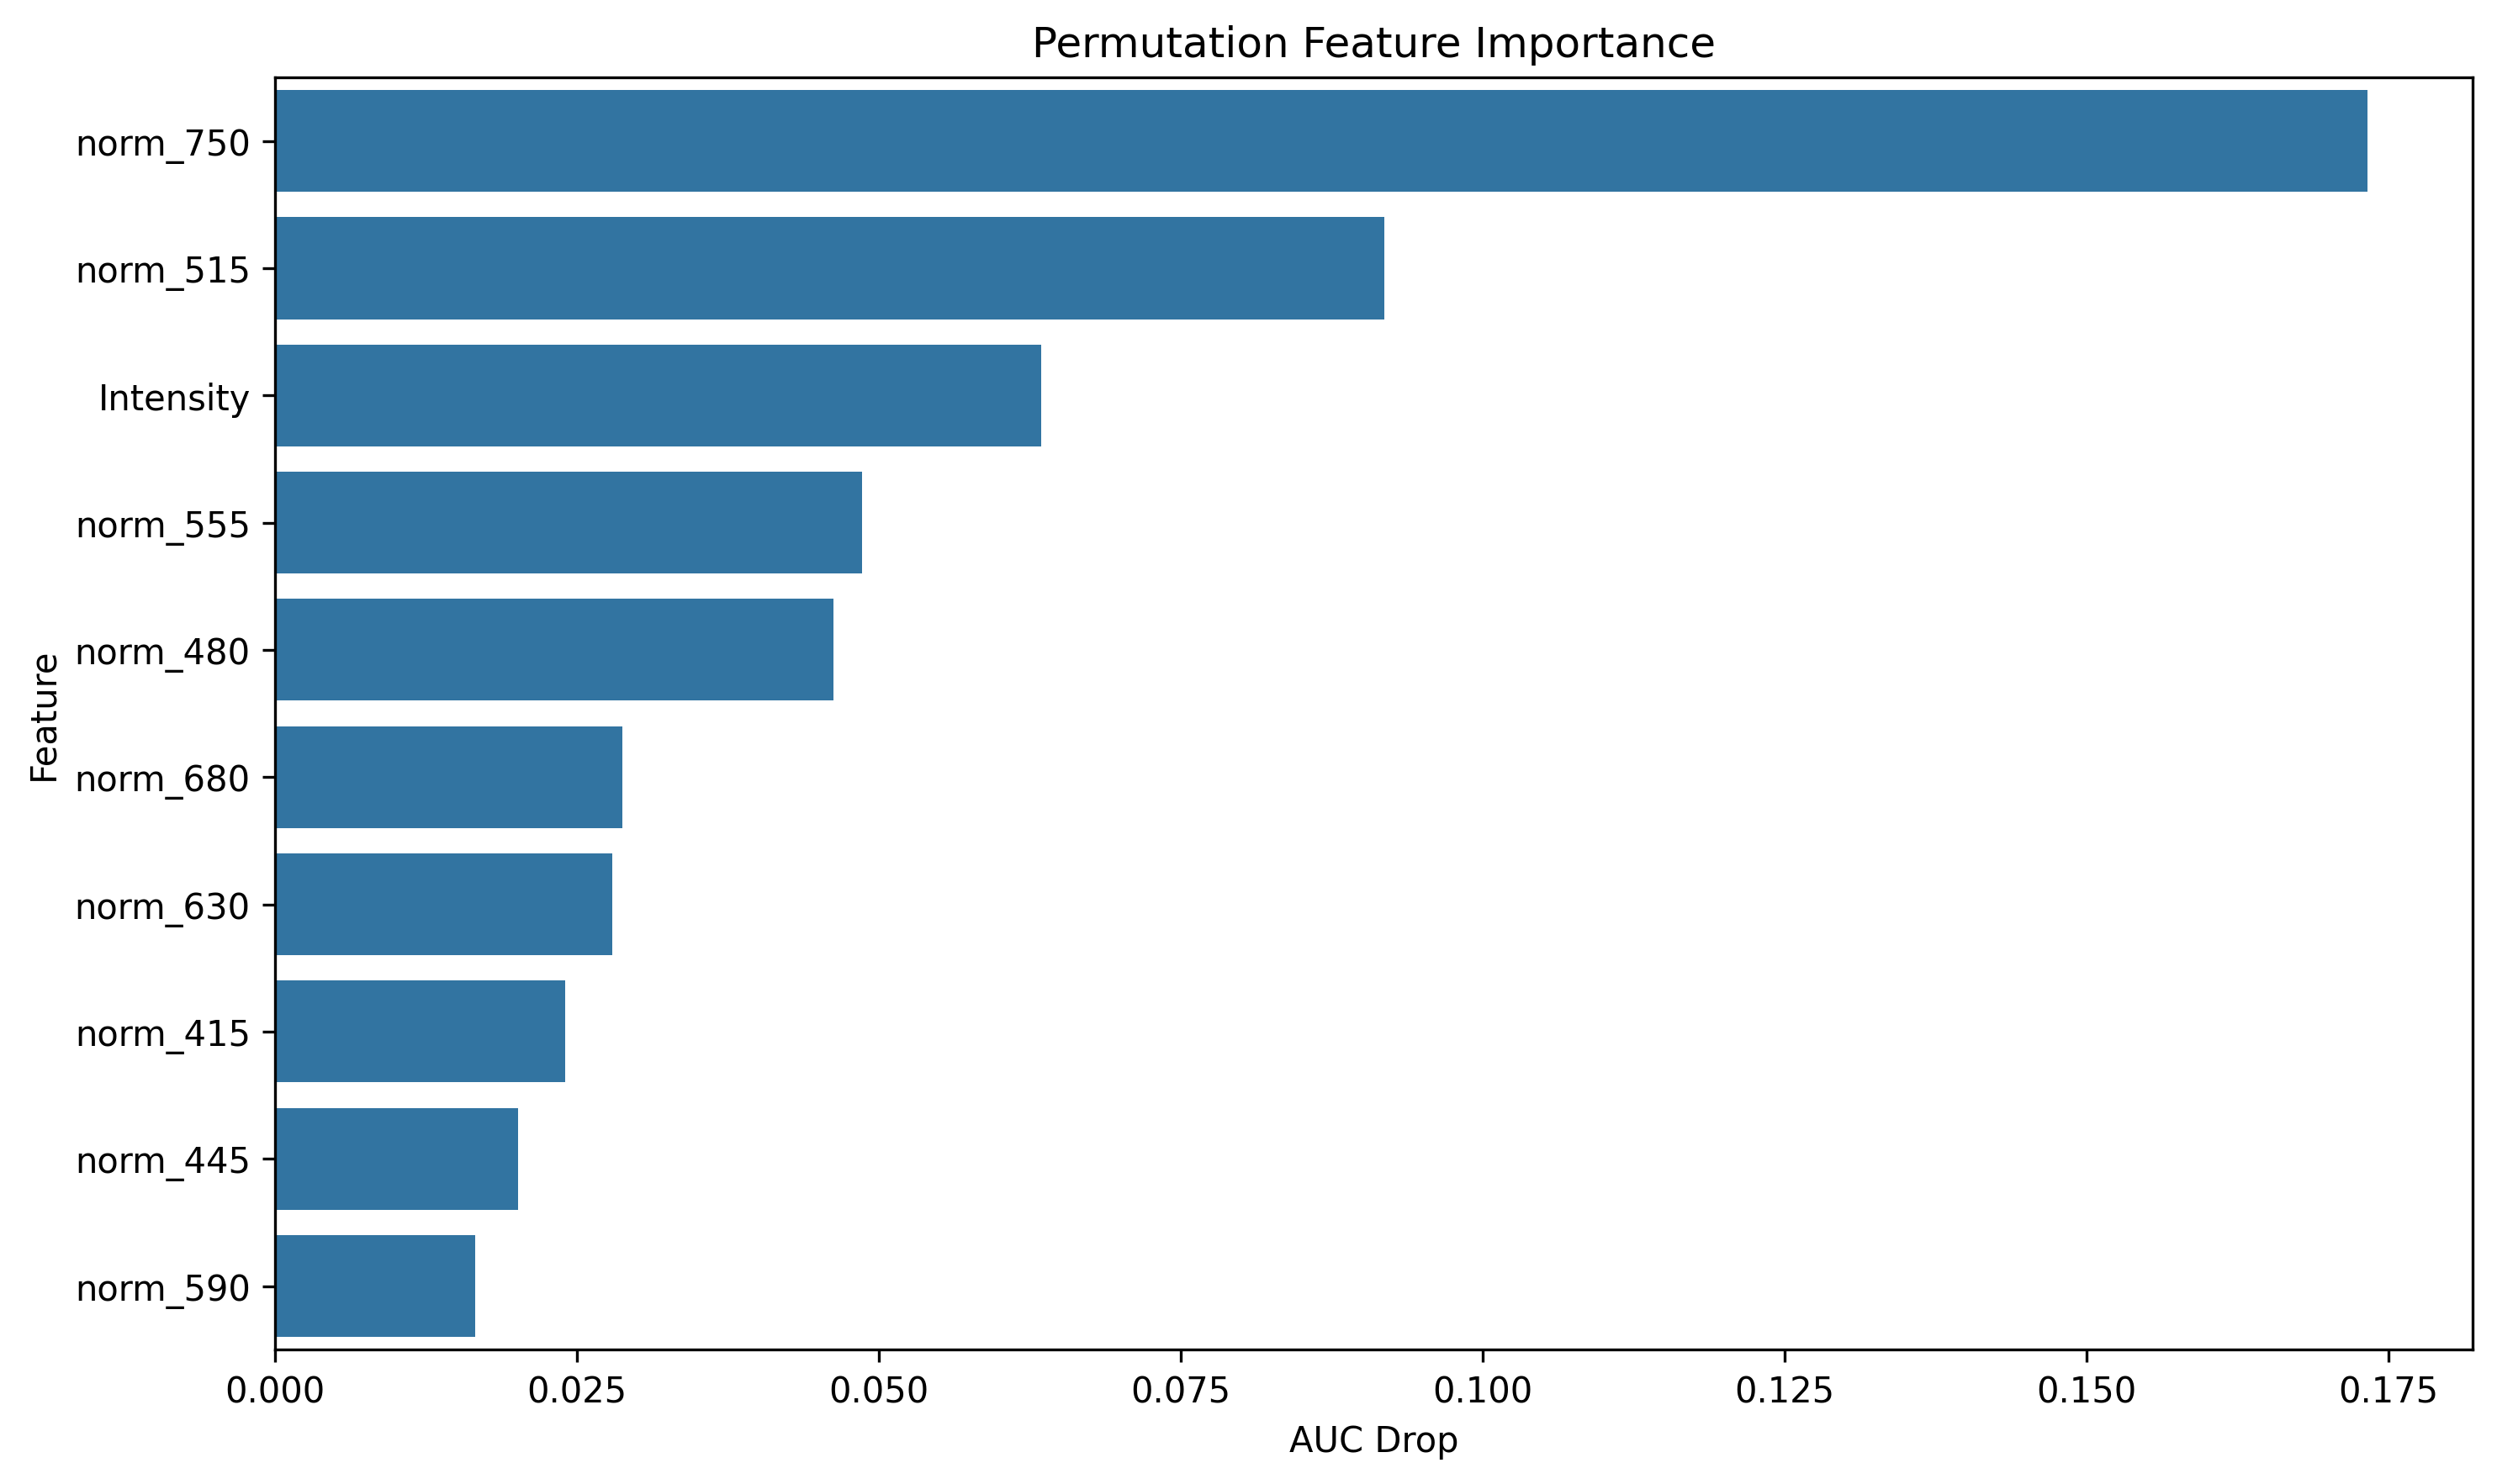 Permutation Feature Importance
norm_750
norm_515
Intensity
norm_555
norm_480
norm_680
norm_630
norm_415
norm_445
norm_590
Feature
0.000 0.025 0.050 0.075 0.100 0.125 0.150 0.175
AUC Drop